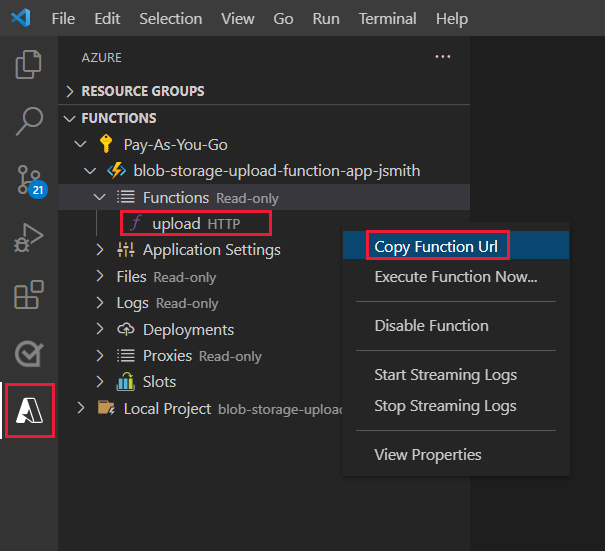 File Edit Selection View Go Run Terminal Help
AZURE
RESOURCE GROUPS
FUNCTIONS
Pay-As-You-Go
blob-storage-upload-function-app-jsmith
Functions Read-only
upload HTTP
Application Settings
Files Read-only
Logs Read-only
Deployments
Proxies Read-only
Slots
Local Project blob-storage-upload
21
Copy Function Url
Execute Function Now...
Disable Function
Start Streaming Logs
Stop Streaming Logs
View Properties